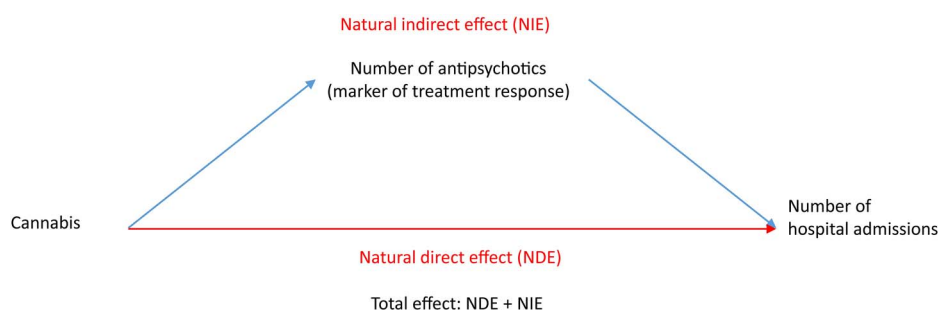 Natural indirect effect (NIE)
Number of antipsychotics
(marker of treatment response)
Cannabis
Number of
hospital admissions
Natural direct effect (NDE)
Total effect: NDE + NIE